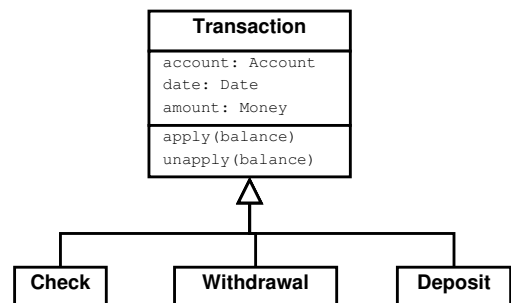 Transaction
account: Account
date: Date
amount: Money
apply(balance)
unapply(balance)
Check
Withdrawal
Deposit